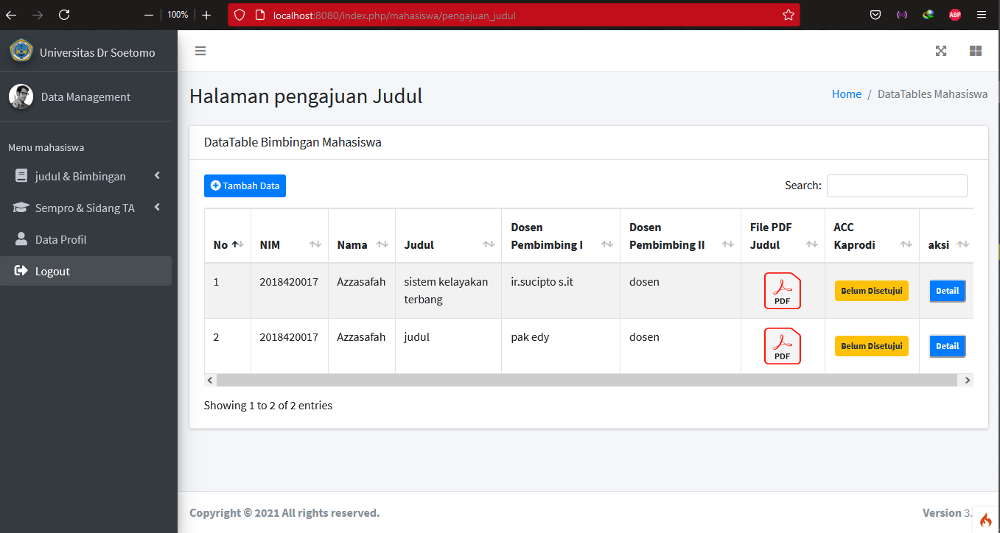 100%
localhost:8080/index.php/mahasiswa/pengajuan_judul
ABP
Universitas Dr Soetomo
Data Management
Menu mahasiswa
judul & Bimbingan
Sempro & Sidang TA
Data Profil
Logout
Halaman pengajuan Judul
Home / DataTables Mahasiswa
DataTable Bimbingan Mahasiswa
Tambah Data
Search:
No NIM Nama Judul Dosen Pembimbing I Dosen Pembimbing II File PDF Judul ACC Kaprodi aksi
1 2018420017 Azzasafah sistem kelayakan terbang ir.sucipto s.it dosen PDF Belum Disetujui Detail
2 2018420017 Azzasafah judul pak edy dosen PDF Belum Disetujui Detail
Showing 1 to 2 of 2 entries
Copyright © 2021 All rights reserved.
Version 3.